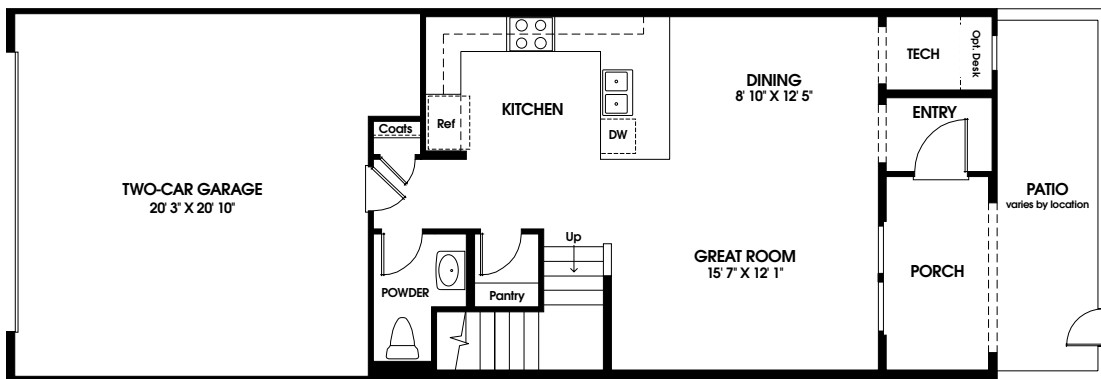 TECH
Opt. Desk
DINING
8' 10" X 12' 5"
KITCHEN
ENTRY
Ref
Coats
DW
TWO-CAR GARAGE
20' 3" X 20' 10"
PATIO
varies by location
Up
GREAT ROOM
15' 7" X 12' 1"
PORCH
POWDER
Pantry